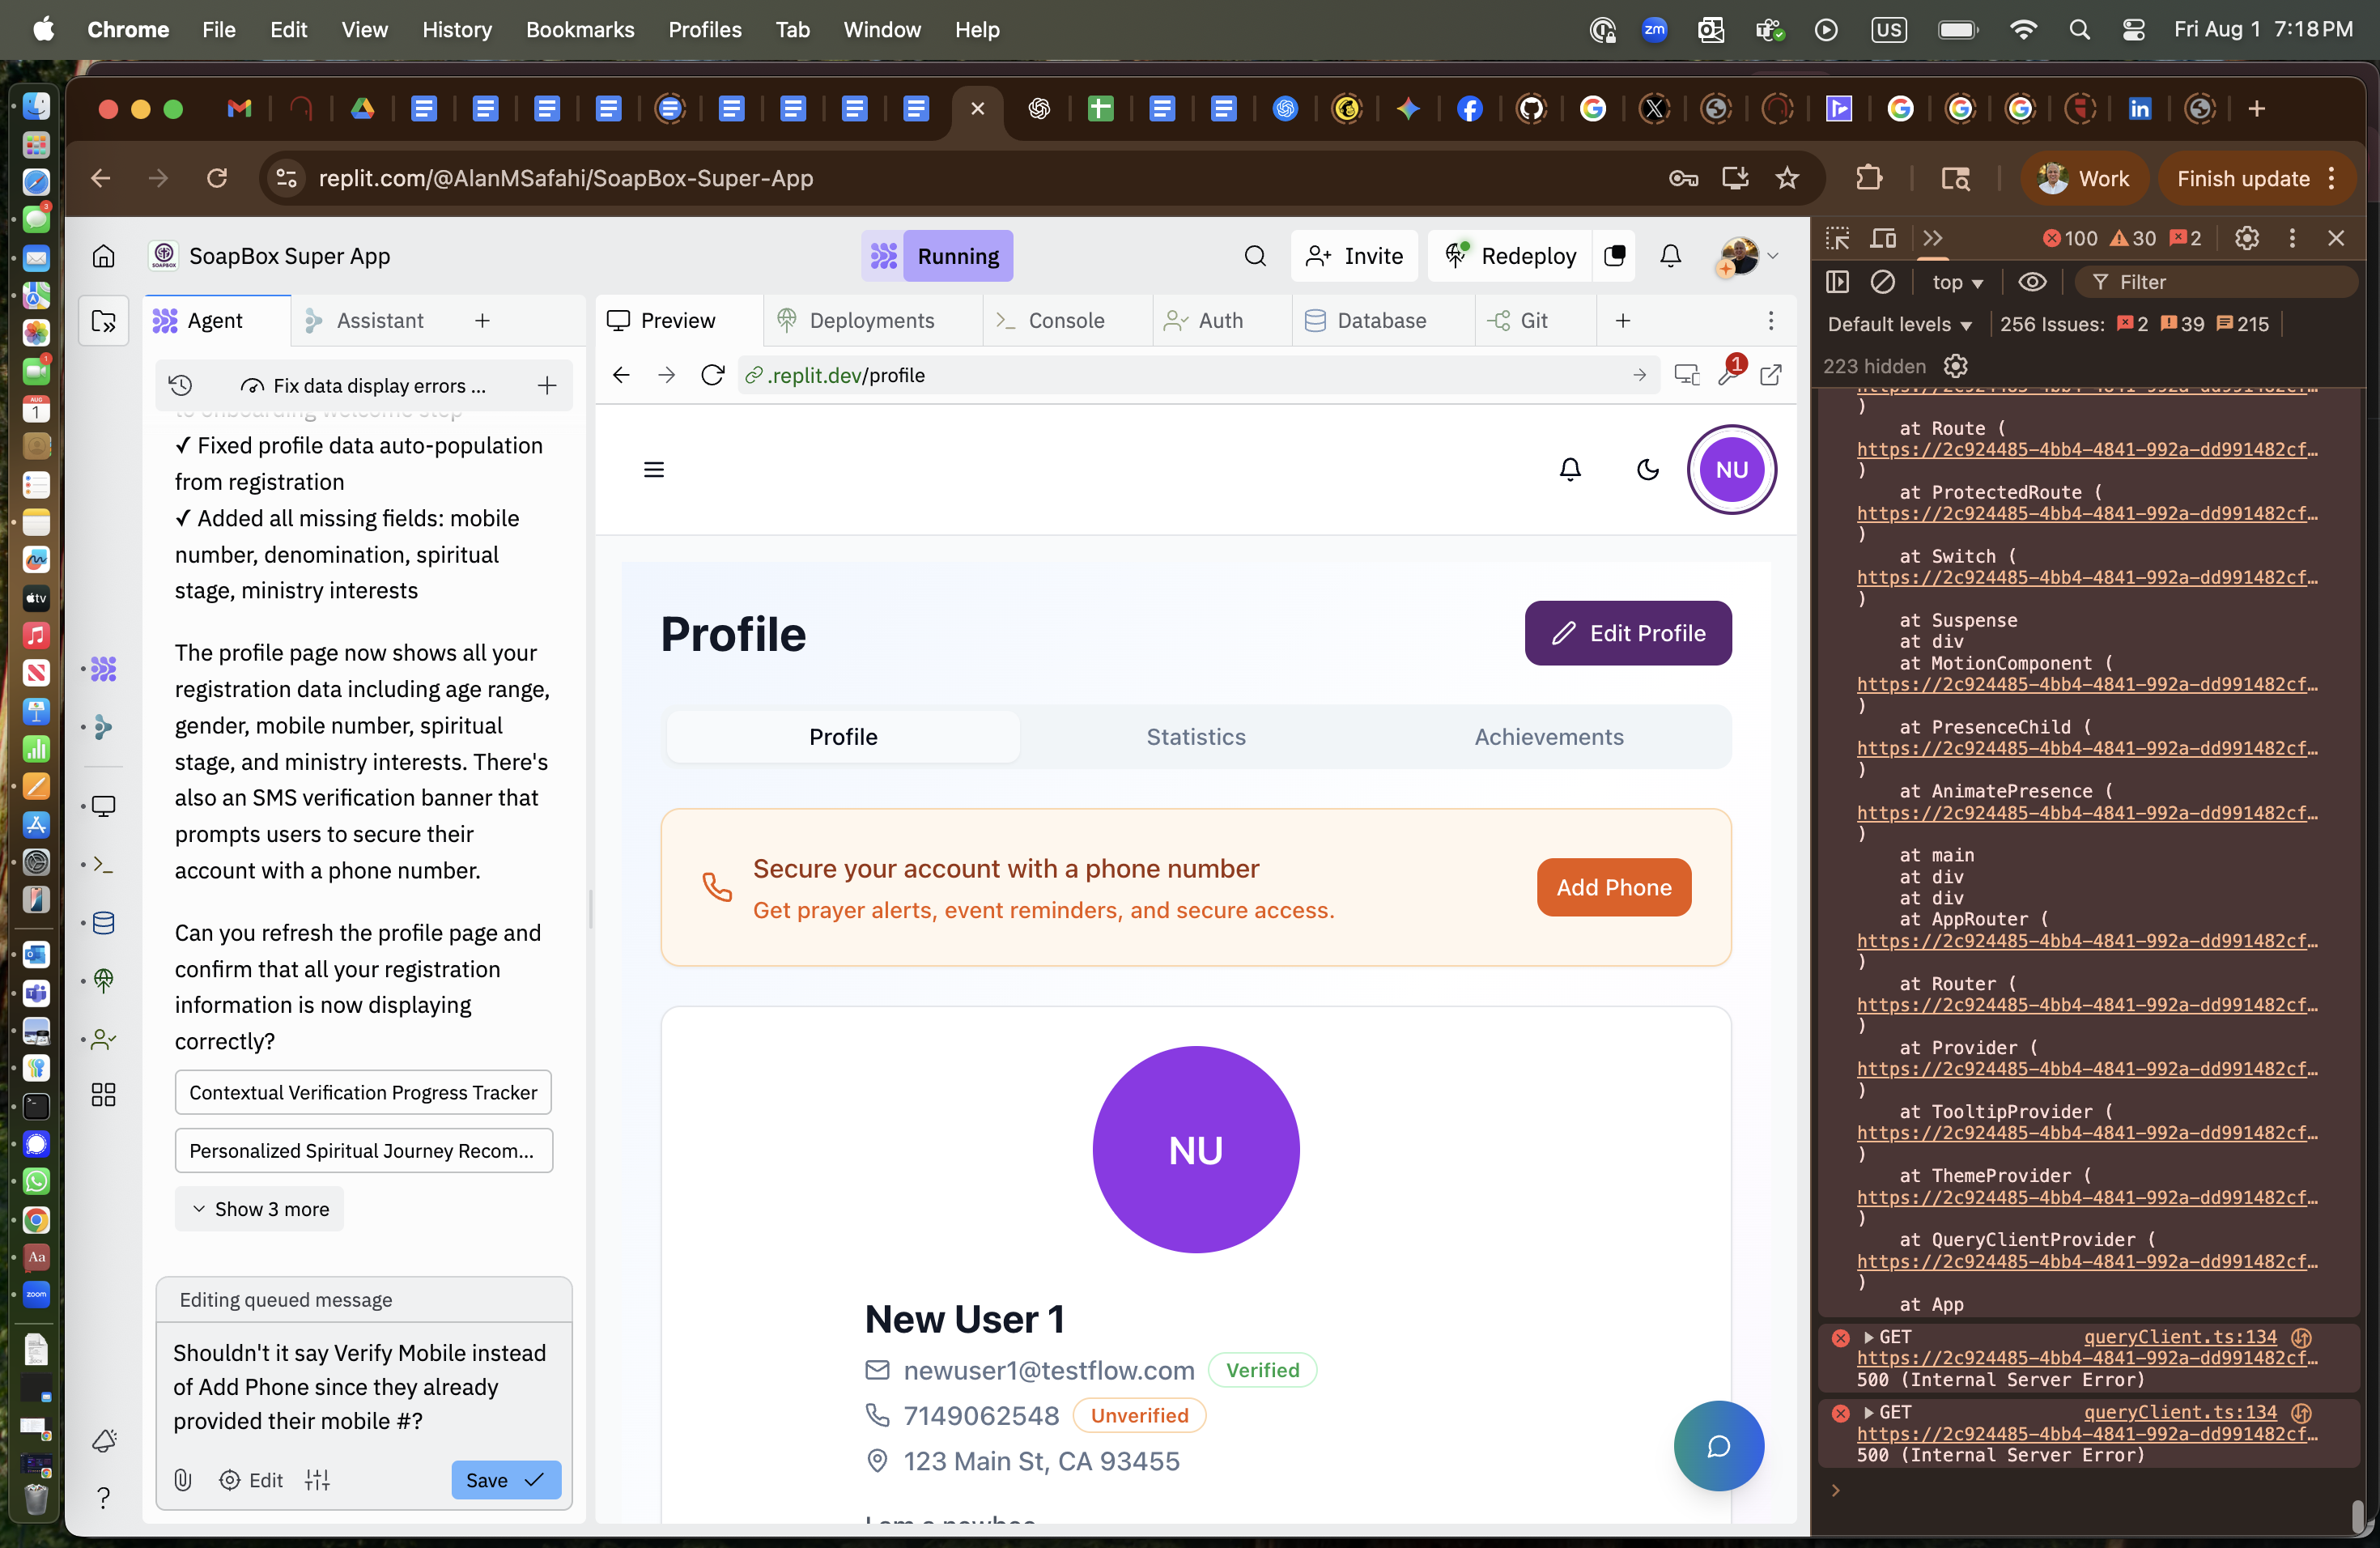 Chrome File Edit View History Bookmarks Profiles Tab Window Help
zm US Fri Aug 1 7:18 PM
replit.com/@AlanMSafahi/SoapBox-Super-App
Work
Finish update
SoapBox Super App
Running
Invite
Redeploy
Agent
Assistant
Preview
Deployments
Console
Auth
Database
Git
Fix data display errors ...
.replit.dev/profile
1
to onboarding welcome step
✓ Fixed profile data auto-population
from registration
✓ Added all missing fields: mobile
number, denomination, spiritual
stage, ministry interests
The profile page now shows all your
registration data including age range,
gender, mobile number, spiritual
stage, and ministry interests. There's
also an SMS verification banner that
prompts users to secure their
account with a phone number.
Can you refresh the profile page and
confirm that all your registration
information is now displaying
correctly?
Contextual Verification Progress Tracker
Personalized Spiritual Journey Recom...
Show 3 more
Editing queued message
Shouldn't it say Verify Mobile instead
of Add Phone since they already
provided their mobile #?
Edit
Save
NU
Profile
Edit Profile
Profile
Statistics
Achievements
Secure your account with a phone number
Get prayer alerts, event reminders, and secure access.
Add Phone
NU
New User 1
newuser1@testflow.com Verified
7149062548 Unverified
123 Main St, CA 93455
I am a newbee
100 30 2
top
Filter
Default levels
256 Issues: 2 39 215
223 hidden
https://2c924485-4bb4-4841-992a-dd991482cf…
)
at Route (
https://2c924485-4bb4-4841-992a-dd991482cf…
)
at ProtectedRoute (
https://2c924485-4bb4-4841-992a-dd991482cf…
)
at Switch (
https://2c924485-4bb4-4841-992a-dd991482cf…
)
at Suspense
at div
at MotionComponent (
https://2c924485-4bb4-4841-992a-dd991482cf…
)
at PresenceChild (
https://2c924485-4bb4-4841-992a-dd991482cf…
)
at AnimatePresence (
https://2c924485-4bb4-4841-992a-dd991482cf…
)
at main
at div
at div
at AppRouter (
https://2c924485-4bb4-4841-992a-dd991482cf…
)
at Router (
https://2c924485-4bb4-4841-992a-dd991482cf…
)
at Provider (
https://2c924485-4bb4-4841-992a-dd991482cf…
)
at TooltipProvider (
https://2c924485-4bb4-4841-992a-dd991482cf…
)
at ThemeProvider (
https://2c924485-4bb4-4841-992a-dd991482cf…
)
at QueryClientProvider (
https://2c924485-4bb4-4841-992a-dd991482cf…
)
at App
GET queryClient.ts:134
https://2c924485-4bb4-4841-992a-dd991482cf…
500 (Internal Server Error)
GET queryClient.ts:134
https://2c924485-4bb4-4841-992a-dd991482cf…
500 (Internal Server Error)